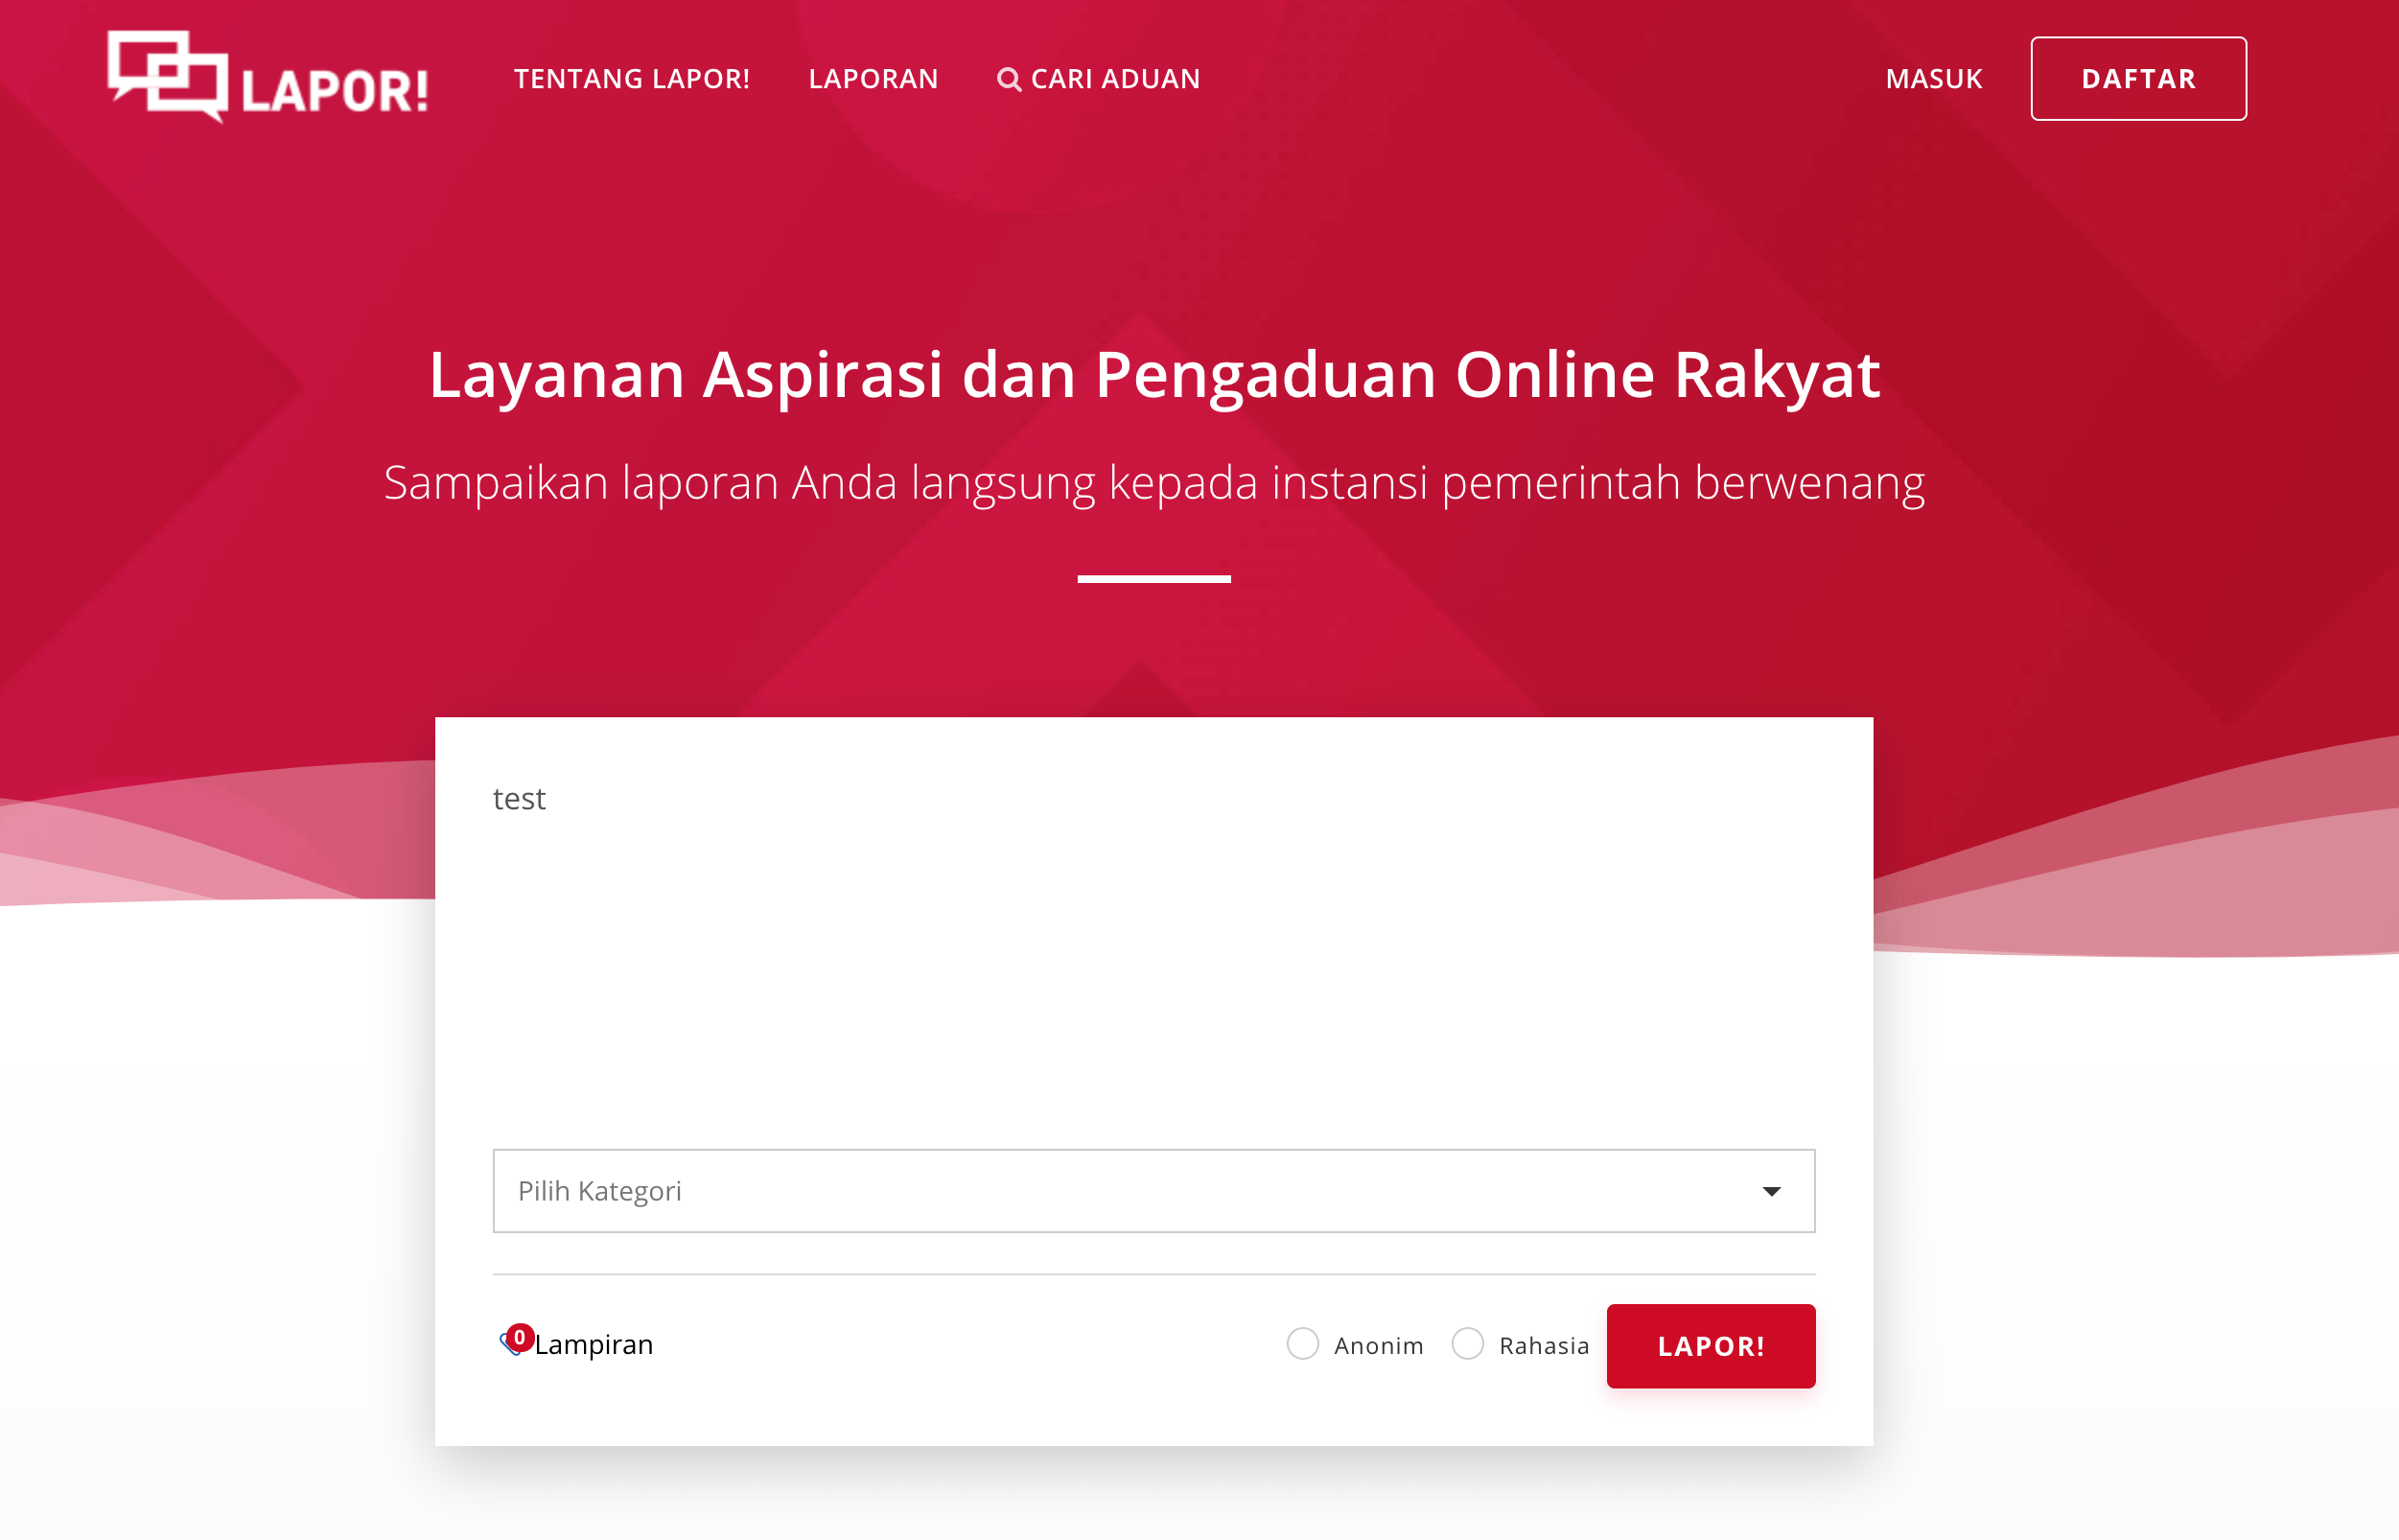 LAPOR!
TENTANG LAPOR!
LAPORAN
CARI ADUAN
MASUK
DAFTAR
Layanan Aspirasi dan Pengaduan Online Rakyat
Sampaikan laporan Anda langsung kepada instansi pemerintah berwenang
test
Pilih Kategori
0
Lampiran
Anonim
Rahasia
LAPOR!